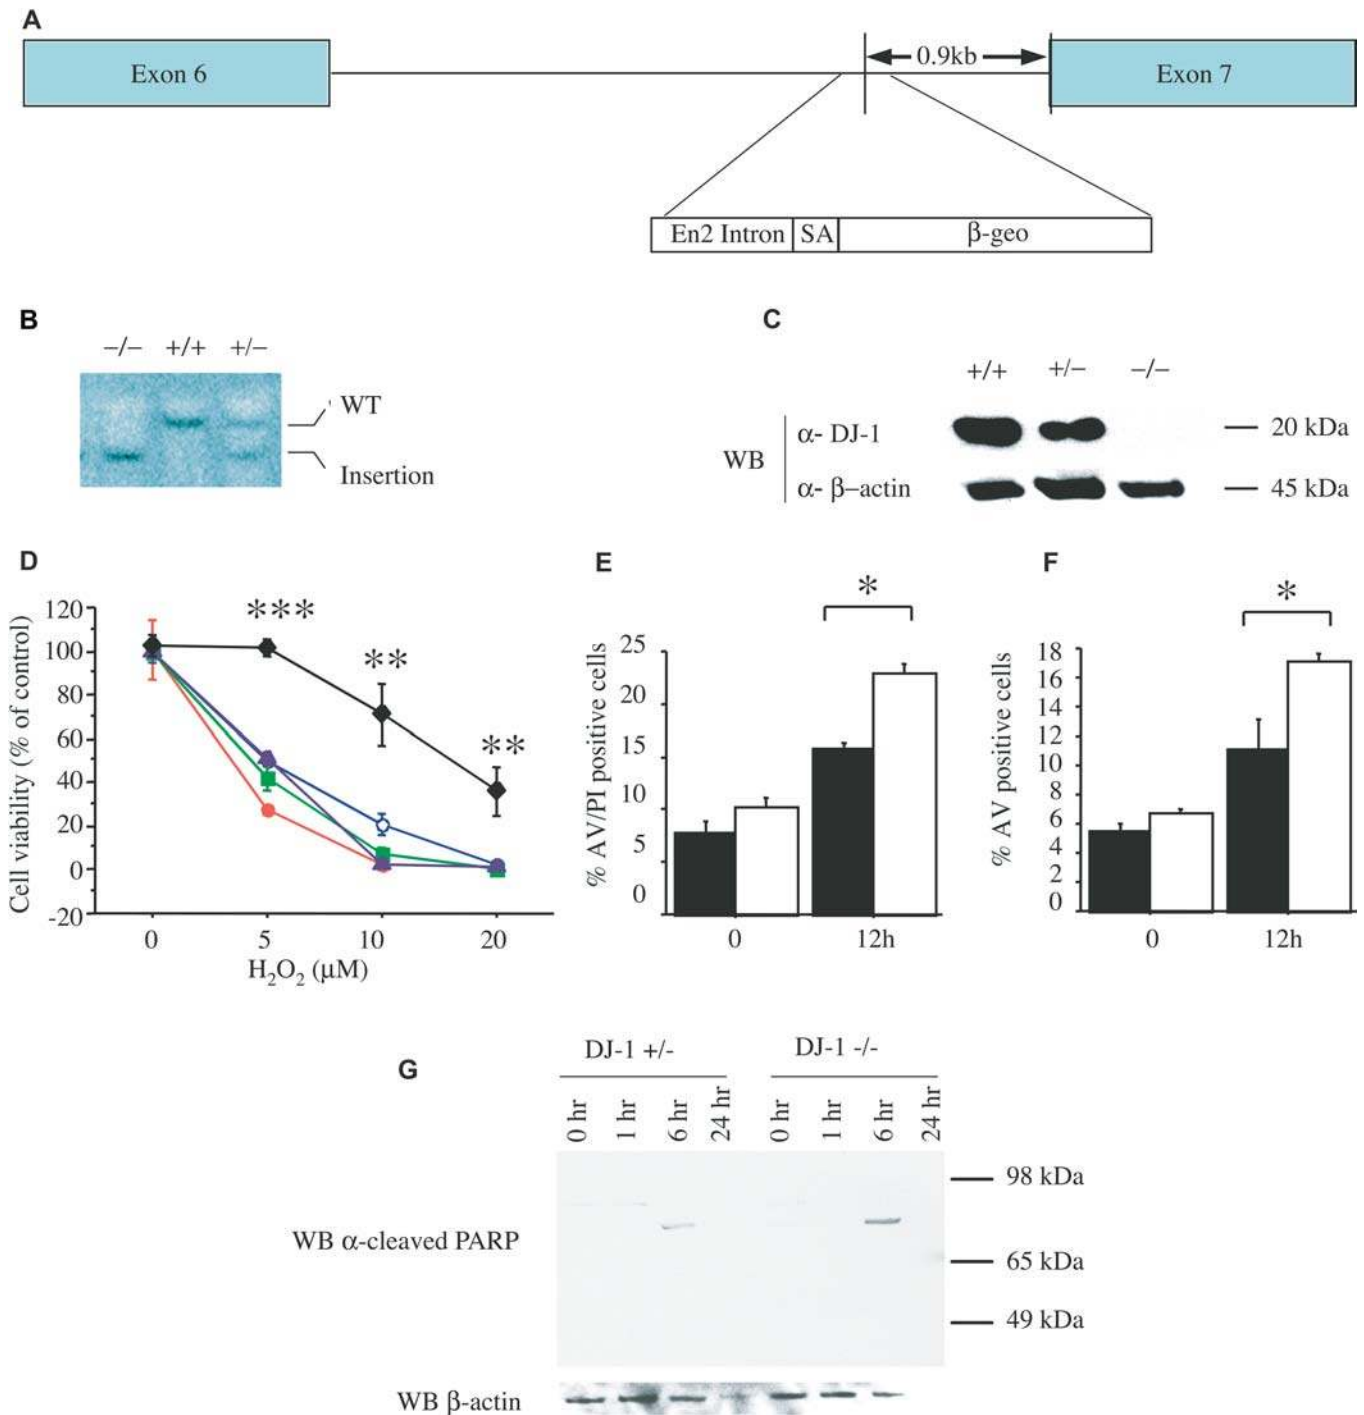 A
Exon 6
0.9kb
Exon 7
En2 Intron
SA
β-geo
B
−/− +/+ +/−
WT
Insertion
C
+/+ +/− −/−
WB
α- DJ-1
20 kDa
α- β−actin
45 kDa
D
Cell viability (% of control)
120
100
80
60
40
20
0
-20
*** ** **
0 5 10 20
H₂O₂ (μM)
E
*
% AV/PI positive cells
25
20
15
10
5
0
0 12h
F
*
% AV positive cells
18
16
14
12
10
8
6
4
2
0
0 12h
G
DJ-1 +/- DJ-1 -/-
0 hr 1 hr 6 hr 24 hr 0 hr 1 hr 6 hr 24 hr
98 kDa
WB α-cleaved PARP
65 kDa
49 kDa
WB β-actin